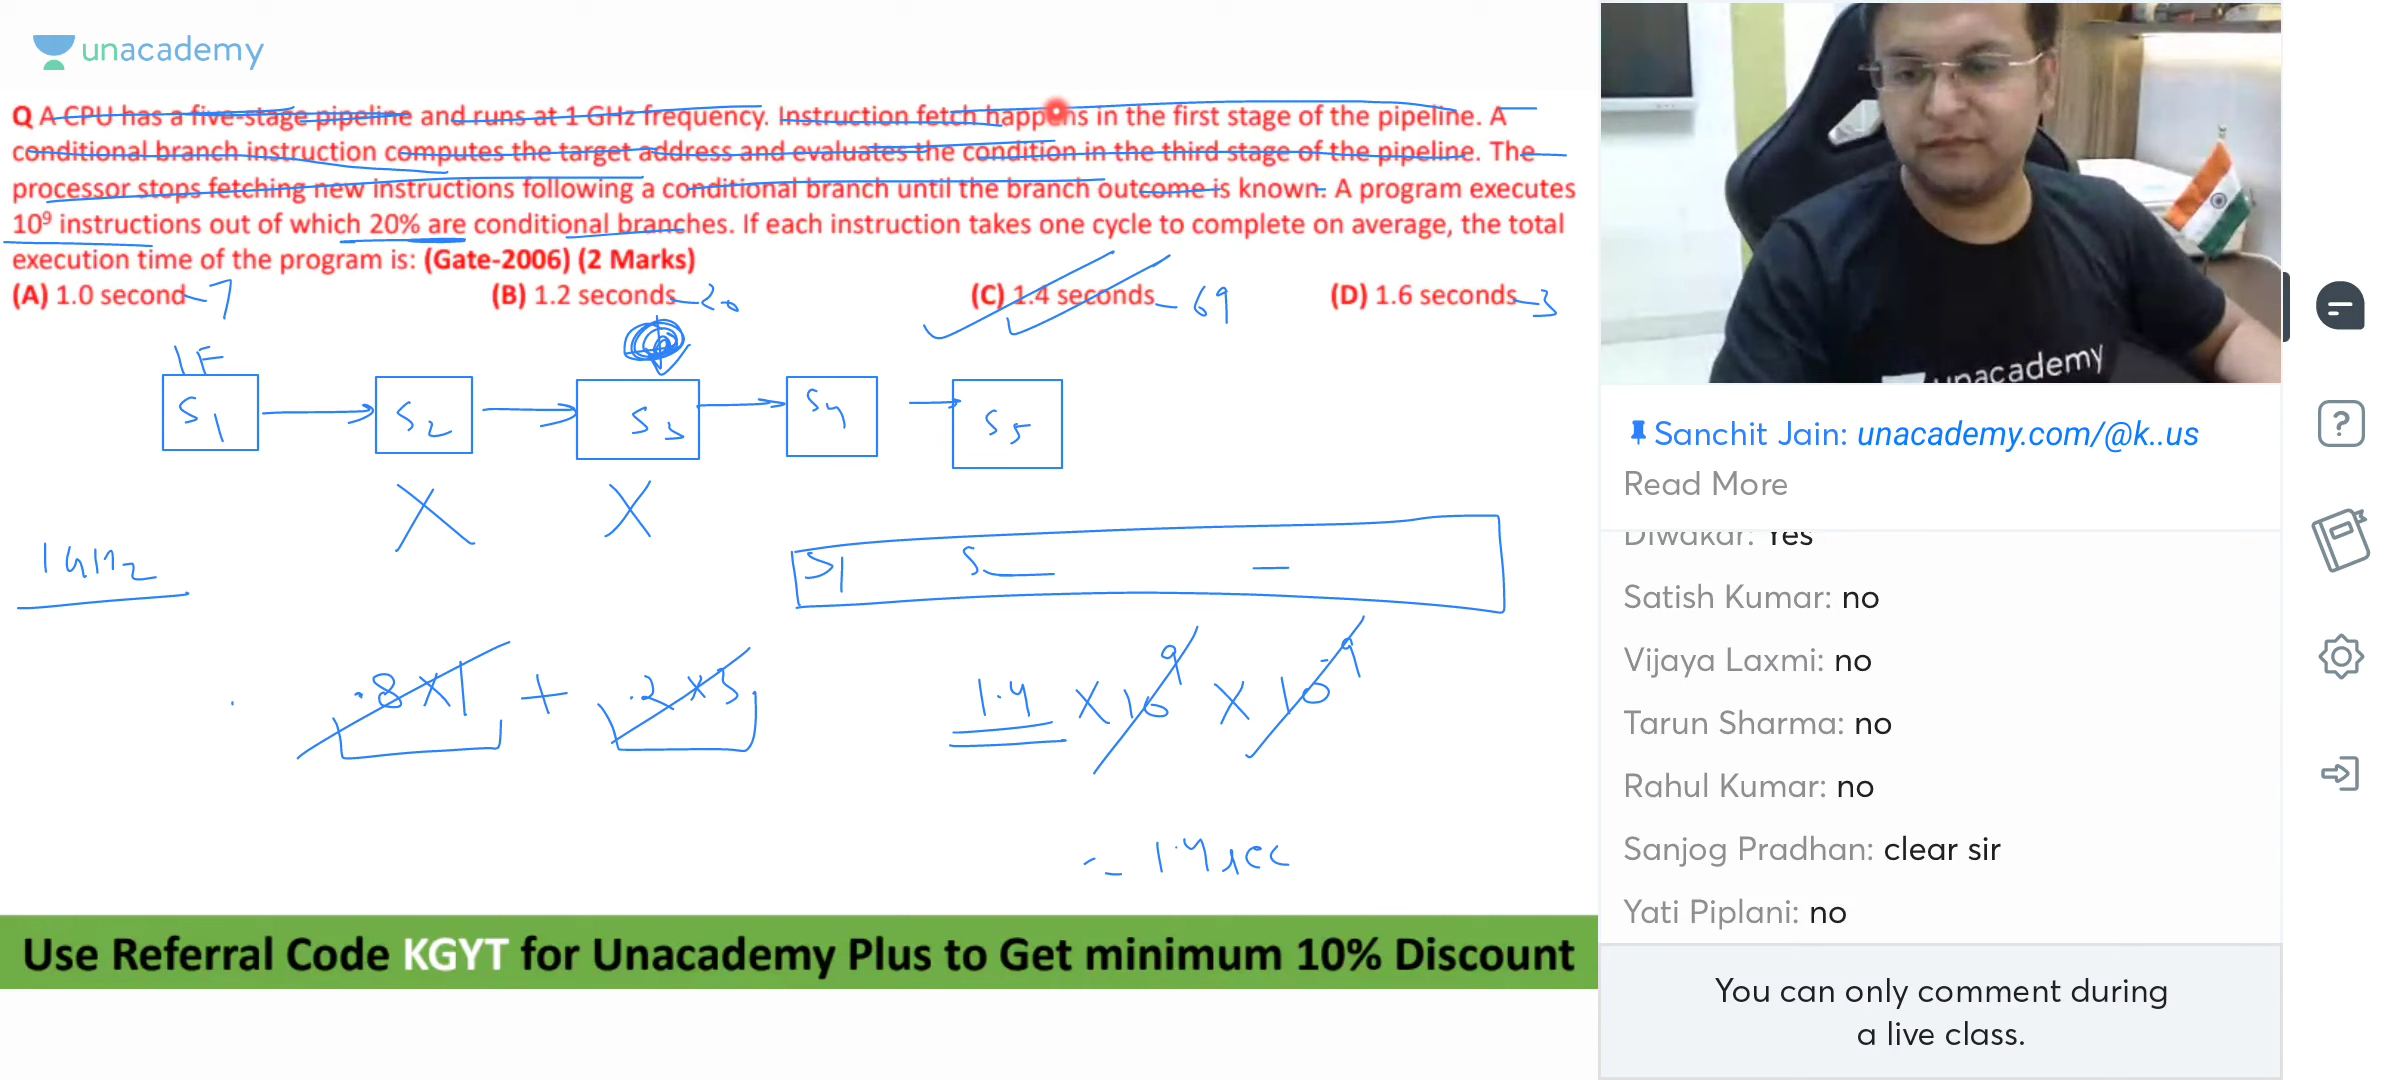 unacademy
Q A CPU has a five-stage pipeline and runs at 1 GHz frequency. Instruction fetch happens in the first stage of the pipeline. A
conditional branch instruction computes the target address and evaluates the condition in the third stage of the pipeline. The
processor stops fetching new instructions following a conditional branch until the branch outcome is known. A program executes
10⁹ instructions out of which 20% are conditional branches. If each instruction takes one cycle to complete on average, the total
execution time of the program is: (Gate-2006) (2 Marks)
(A) 1.0 second - 7 (B) 1.2 seconds - 20 (C) 1.4 seconds - 69 (D) 1.6 seconds - 3
IF
S1 S2 S3 S4 S5
X X
1GHz
S1 S
.8 X 1 + .2 x 3 1.4 X 10⁹ X 10⁻⁹
= 1.4 sec
Use Referral Code KGYT for Unacademy Plus to Get minimum 10% Discount
unacademy
Sanchit Jain: unacademy.com/@k..us
Read More
Diwakar: Yes
Satish Kumar: no
Vijaya Laxmi: no
Tarun Sharma: no
Rahul Kumar: no
Sanjog Pradhan: clear sir
Yati Piplani: no
You can only comment during
a live class.
?